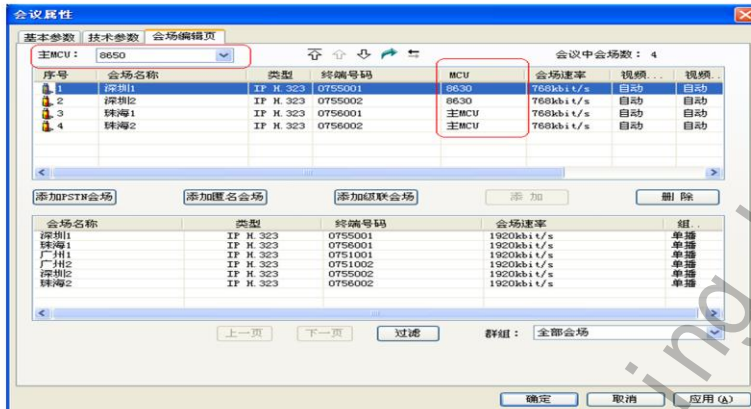 会议属性
基本参数 技术参数 会场编辑页
主MCU： 8650 会议中会场数： 4
序号 会场名称 类型 终端号码 MCU 会场速率 视频... 视频..
1 深圳1 IP H.323 0755001 8630 768kbit/s 自动 自动
2 深圳2 IP H.323 0755002 8630 768kbit/s 自动 自动
3 珠海1 IP H.323 0756001 主MCU 768kbit/s 自动 自动
4 珠海2 IP H.323 0756002 主MCU 768kbit/s 自动 自动
添加PSTN会场 添加匿名会场 添加级联会场 添 加 删 除
会场名称 类型 终端号码 会场速率 组..
深圳1 IP H.323 0755001 1920kbit/s 单播
珠海1 IP H.323 0756001 1920kbit/s 单播
广州1 IP H.323 0751001 1920kbit/s 单播
广州2 IP H.323 0751002 1920kbit/s 单播
深圳2 IP H.323 0755002 1920kbit/s 单播
珠海2 IP H.323 0756002 1920kbit/s 单播
上一页 下一页 过滤 群组： 全部会场
确定 取消 应用(A)